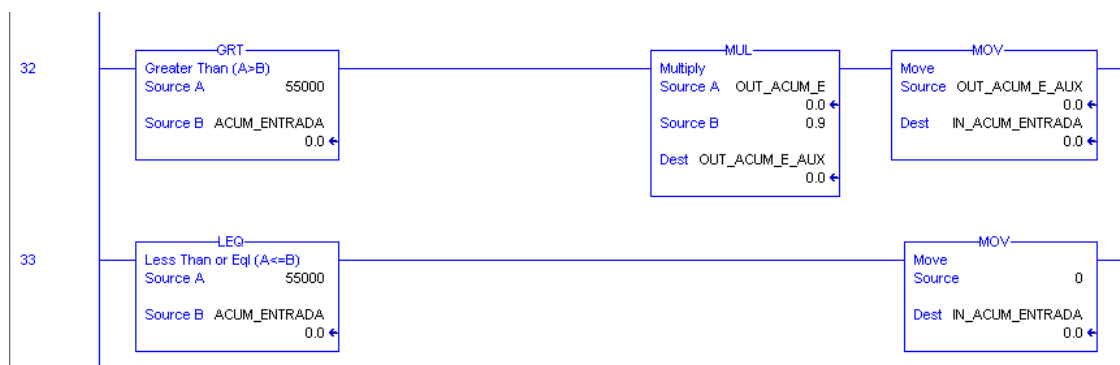 GRT MUL MOV
32 Greater Than (A>B) Multiply Move
Source A 55000 Source A OUT_ACUM_E Source OUT_ACUM_E_AUX
0.0 0.0
Source B ACUM_ENTRADA Source B 0.9 Dest IN_ACUM_ENTRADA
0.0 0.0
Dest OUT_ACUM_E_AUX
0.0
LEQ MOV
33 Less Than or Eql (A<=B) Move
Source A 55000 Source 0
Source B ACUM_ENTRADA Dest IN_ACUM_ENTRADA
0.0 0.0